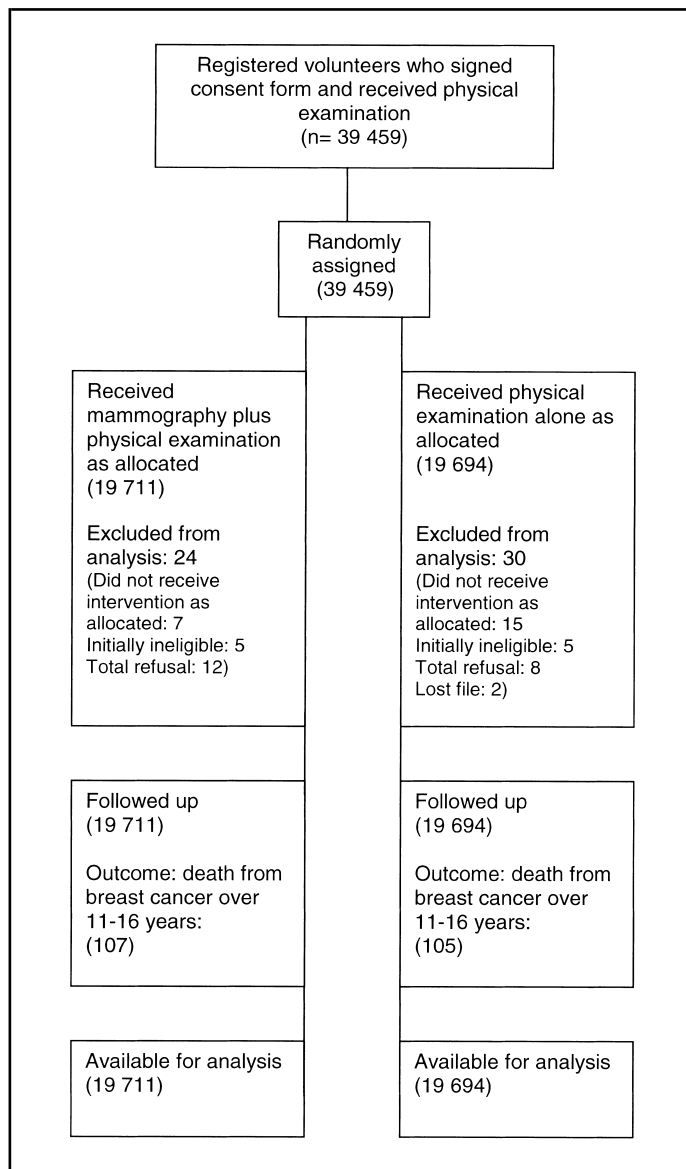 Registered volunteers who signed
consent form and received physical
examination
(n= 39 459)
Randomly
assigned
(39 459)
Received
mammography plus
physical examination
as allocated
(19 711)
Excluded from
analysis: 24
(Did not receive
intervention as
allocated: 7
Initially ineligible: 5
Total refusal: 12)
Received physical
examination alone as
allocated
(19 694)
Excluded from
analysis: 30
(Did not receive
intervention as
allocated: 15
Initially ineligible: 5
Total refusal: 8
Lost file: 2)
Followed up
(19 711)
Outcome: death from
breast cancer over
11-16 years:
(107)
Followed up
(19 694)
Outcome: death from
breast cancer over
11-16 years:
(105)
Available for analysis
(19 711)
Available for analysis
(19 694)